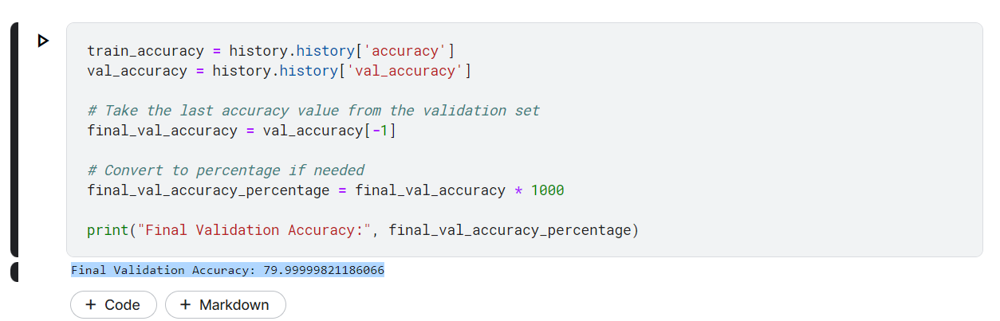 train_accuracy = history.history['accuracy']
val_accuracy = history.history['val_accuracy']
# Take the last accuracy value from the validation set
final_val_accuracy = val_accuracy[-1]
# Convert to percentage if needed
final_val_accuracy_percentage = final_val_accuracy * 1000
print("Final Validation Accuracy:", final_val_accuracy_percentage)
Final Validation Accuracy: 79.99999821186066
+ Code + Markdown